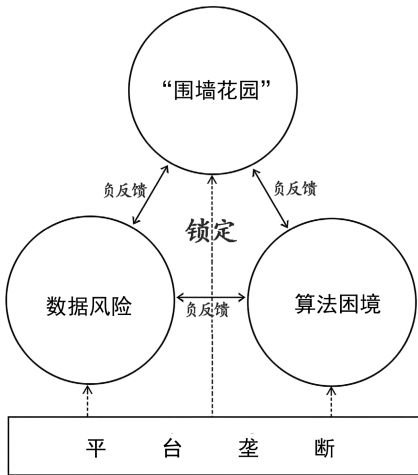 “围墙花园”
负反馈
负反馈
锁定
数据风险
负反馈
算法困境
平台垄断